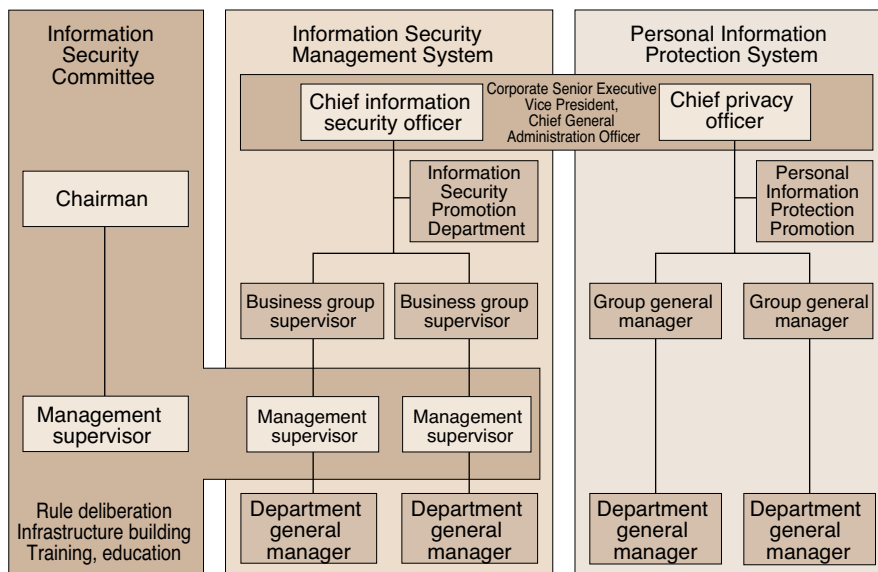 Information
Security
Committee
Chairman
Management
supervisor
Rule deliberation
Infrastructure building
Training, education
Information Security
Management System
Chief information
security officer
Corporate Senior Executive
Vice President,
Chief General
Administration Officer
Information
Security
Promotion
Department
Business group
supervisor
Business group
supervisor
Management
supervisor
Management
supervisor
Department
general
manager
Department
general
manager
Personal Information
Protection System
Chief privacy
officer
Personal
Information
Protection
Promotion
Group general
manager
Group general
manager
Department
general
manager
Department
general
manager